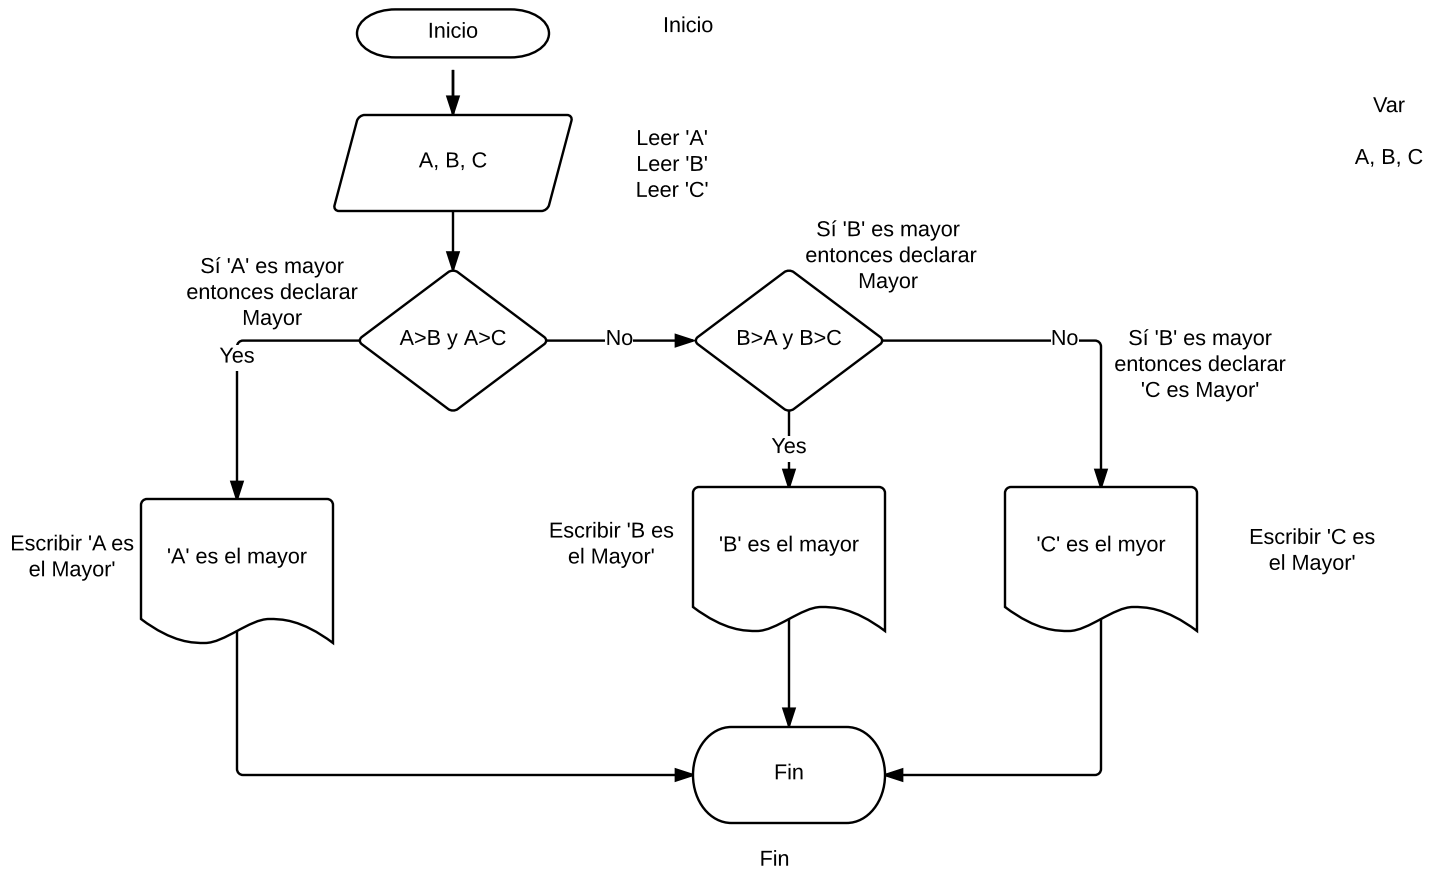 Inicio
Inicio
Var
A, B, C
A, B, C
Leer 'A'
Leer 'B'
Leer 'C'
Sí 'A' es mayor
entonces declarar
Mayor
Sí 'B' es mayor
entonces declarar
Mayor
A>B y A>C
No
B>A y B>C
No
Sí 'B' es mayor
entonces declarar
'C es Mayor'
Yes
Yes
Escribir 'A es
el Mayor'
'A' es el mayor
Escribir 'B es
el Mayor'
'B' es el mayor
'C' es el myor
Escribir 'C es
el Mayor'
Fin
Fin